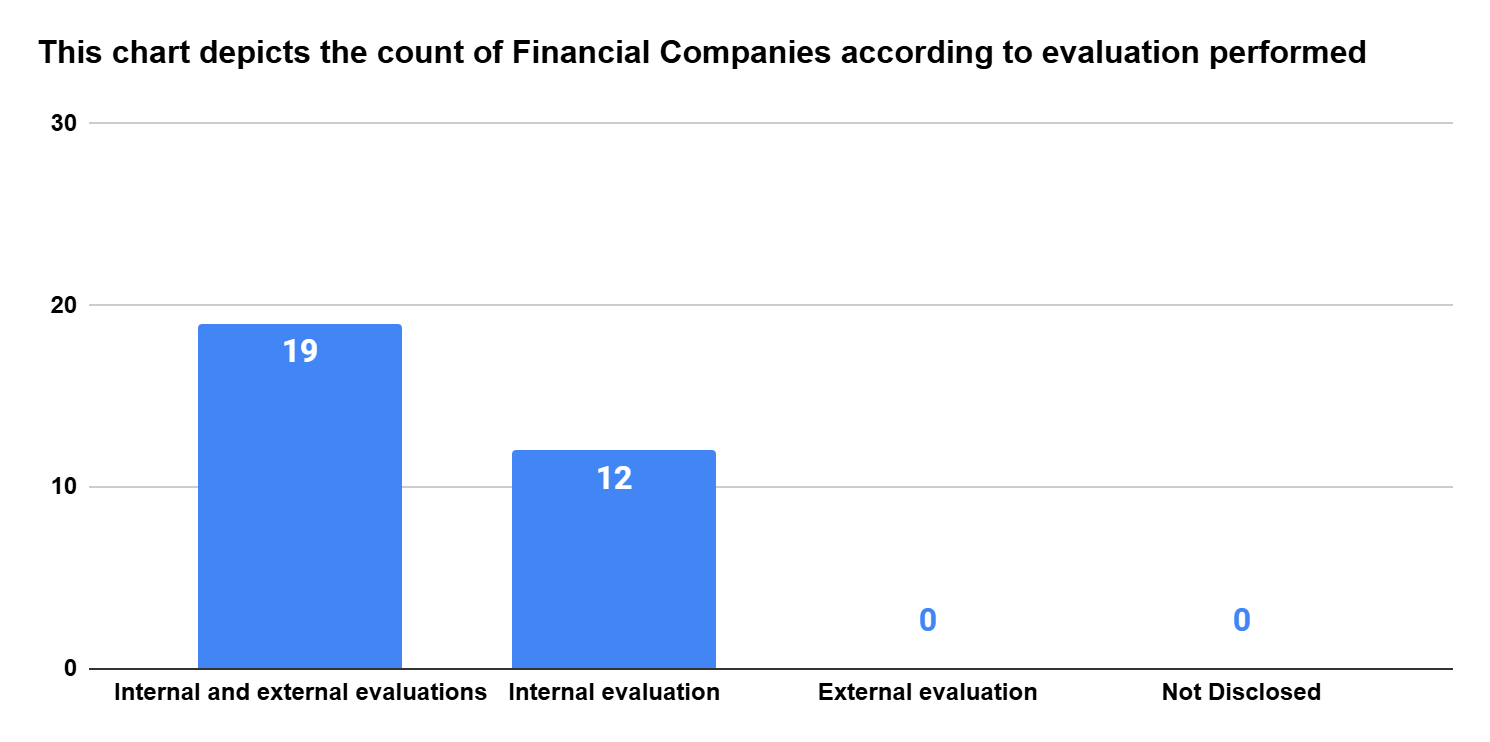 This chart depicts the count of Financial Companies according to evaluation performed
30
20
10
0
19
12
0
0
Internal and external evaluations
Internal evaluation
External evaluation
Not Disclosed